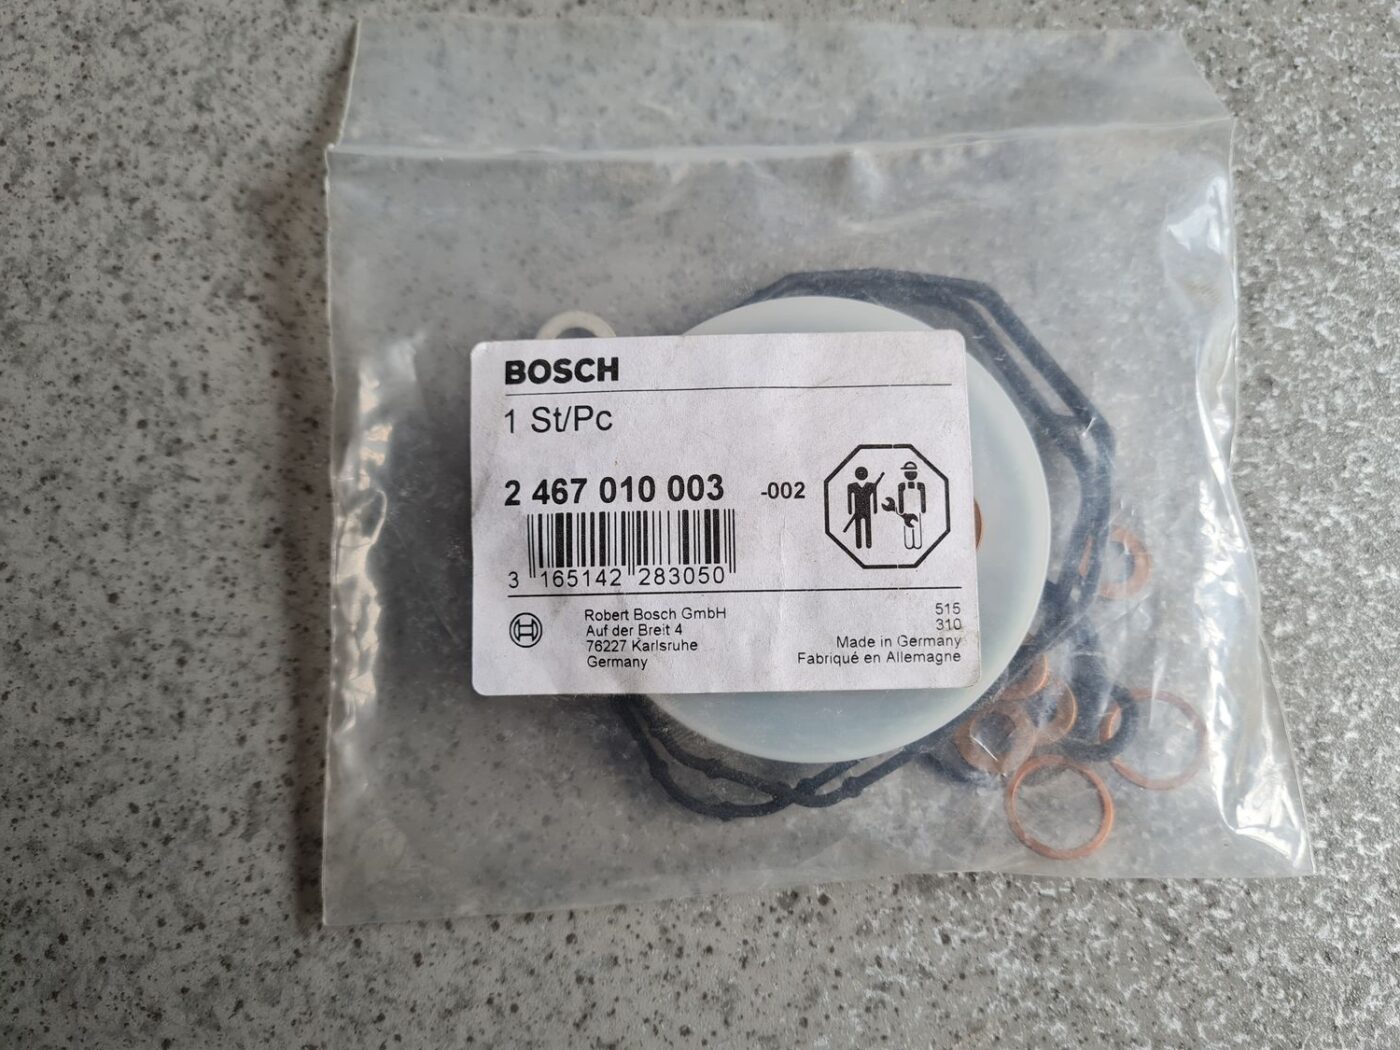 BOSCH
1 St/Pc
2 467 010 003 -002
3 165142 283050
Robert Bosch GmbH
Auf der Breit 4
76227 Karlsruhe
Germany
515
310
Made in Germany
Fabriqué en Allemagne